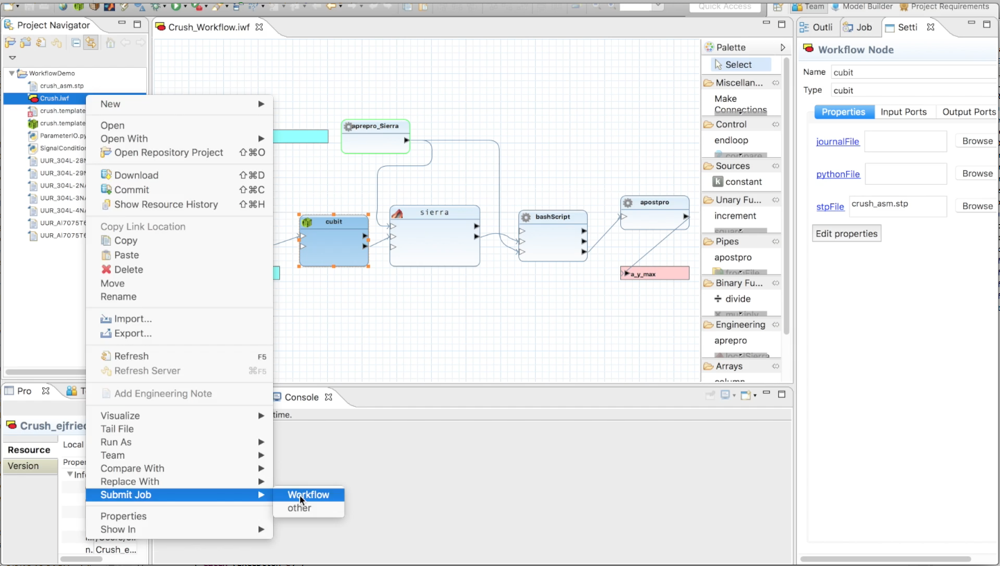 Quick Access
Team
Model Builder
Project Requirements
Project Navigator
WorkflowDemo
crush_asm.stp
Crush.iwf
crush.template
crush.template
ParameterIO.py
SignalConditio
UUR_304L-28
UUR_304L-29
UUR_304L-2N
UUR_304L-3N
UUR_304L-4N
UUR_Al7075T6
UUR_Al7075T6
New
Open
Open With
Open Repository Project ⇧⌘O
Download ⇧⌘D
Commit ⇧⌘C
Show Resource History ⇧⌘H
Copy Link Location
Copy
Paste
Delete
Move
Rename
Import...
Export...
Refresh F5
Refresh Server ⌘F5
Add Engineering Note
Visualize
Tail File
Run As
Team
Compare With
Replace With
Submit Job
Properties
Show In
Workflow
other
Crush_Workflow.iwf
aprepro_Sierra
cubit
sierra
bashScript
apostpro
a_y_max
Palette
Select
Miscellan...
Make
Connections
Control
endloop
compare
Sources
k constant
Unary Fu...
increment
square
Pipes
apostpro
fromFile
Binary Fu...
÷ divide
multiply
Engineering
aprepro
localSierra
Arrays
column
Outli
Job
Setti
Workflow Node
Name cubit
Type cubit
Properties
Input Ports
Output Ports
journalFile
Browse
pythonFile
Browse
stpFile
crush_asm.stp
Browse
Edit properties
Pro
T
Crush_ejfried
Resource
Version
Local
Proper
Info
n. Crush_e...
Console
time.